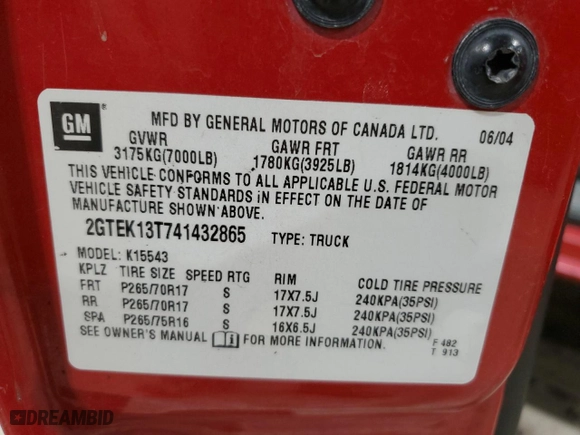 GM
MFD BY GENERAL MOTORS OF CANADA LTD. 06/04
GVWR GAWR FRT GAWR RR
3175KG(7000LB) 1780KG(3925LB) 1814KG(4000LB)
THIS VEHICLE CONFORMS TO ALL APPLICABLE U.S. FEDERAL MOTOR
VEHICLE SAFETY STANDARDS IN EFFECT ON THE DATE OF
MANUFACTURE SHOWN ABOVE.
2GTEK13T741432865 TYPE: TRUCK
MODEL: K15543
KPLZ TIRE SIZE SPEED RTG RIM COLD TIRE PRESSURE
FRT P265/70R17 S 17X7.5J 240KPA(35PSI)
RR P265/70R17 S 17X7.5J 240KPA(35PSI)
SPA P265/75R16 S 16X6.5J 240KPA(35PSI)
SEE OWNER'S MANUAL i FOR MORE INFORMATION.
F 482
T 913
DREAMBID